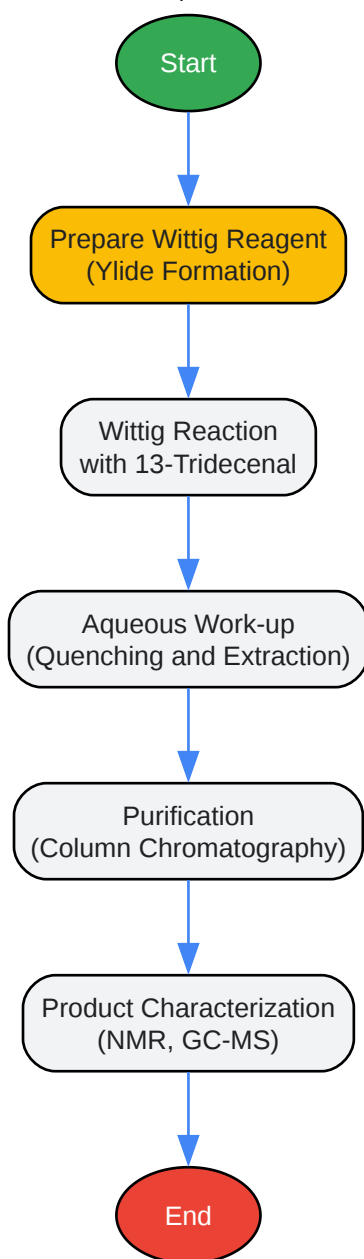 Start
Prepare Wittig Reagent
(Ylide Formation)
Wittig Reaction
with 13-Tridecenal
Aqueous Work-up
(Quenching and Extraction)
Purification
(Column Chromatography)
Product Characterization
(NMR, GC-MS)
End